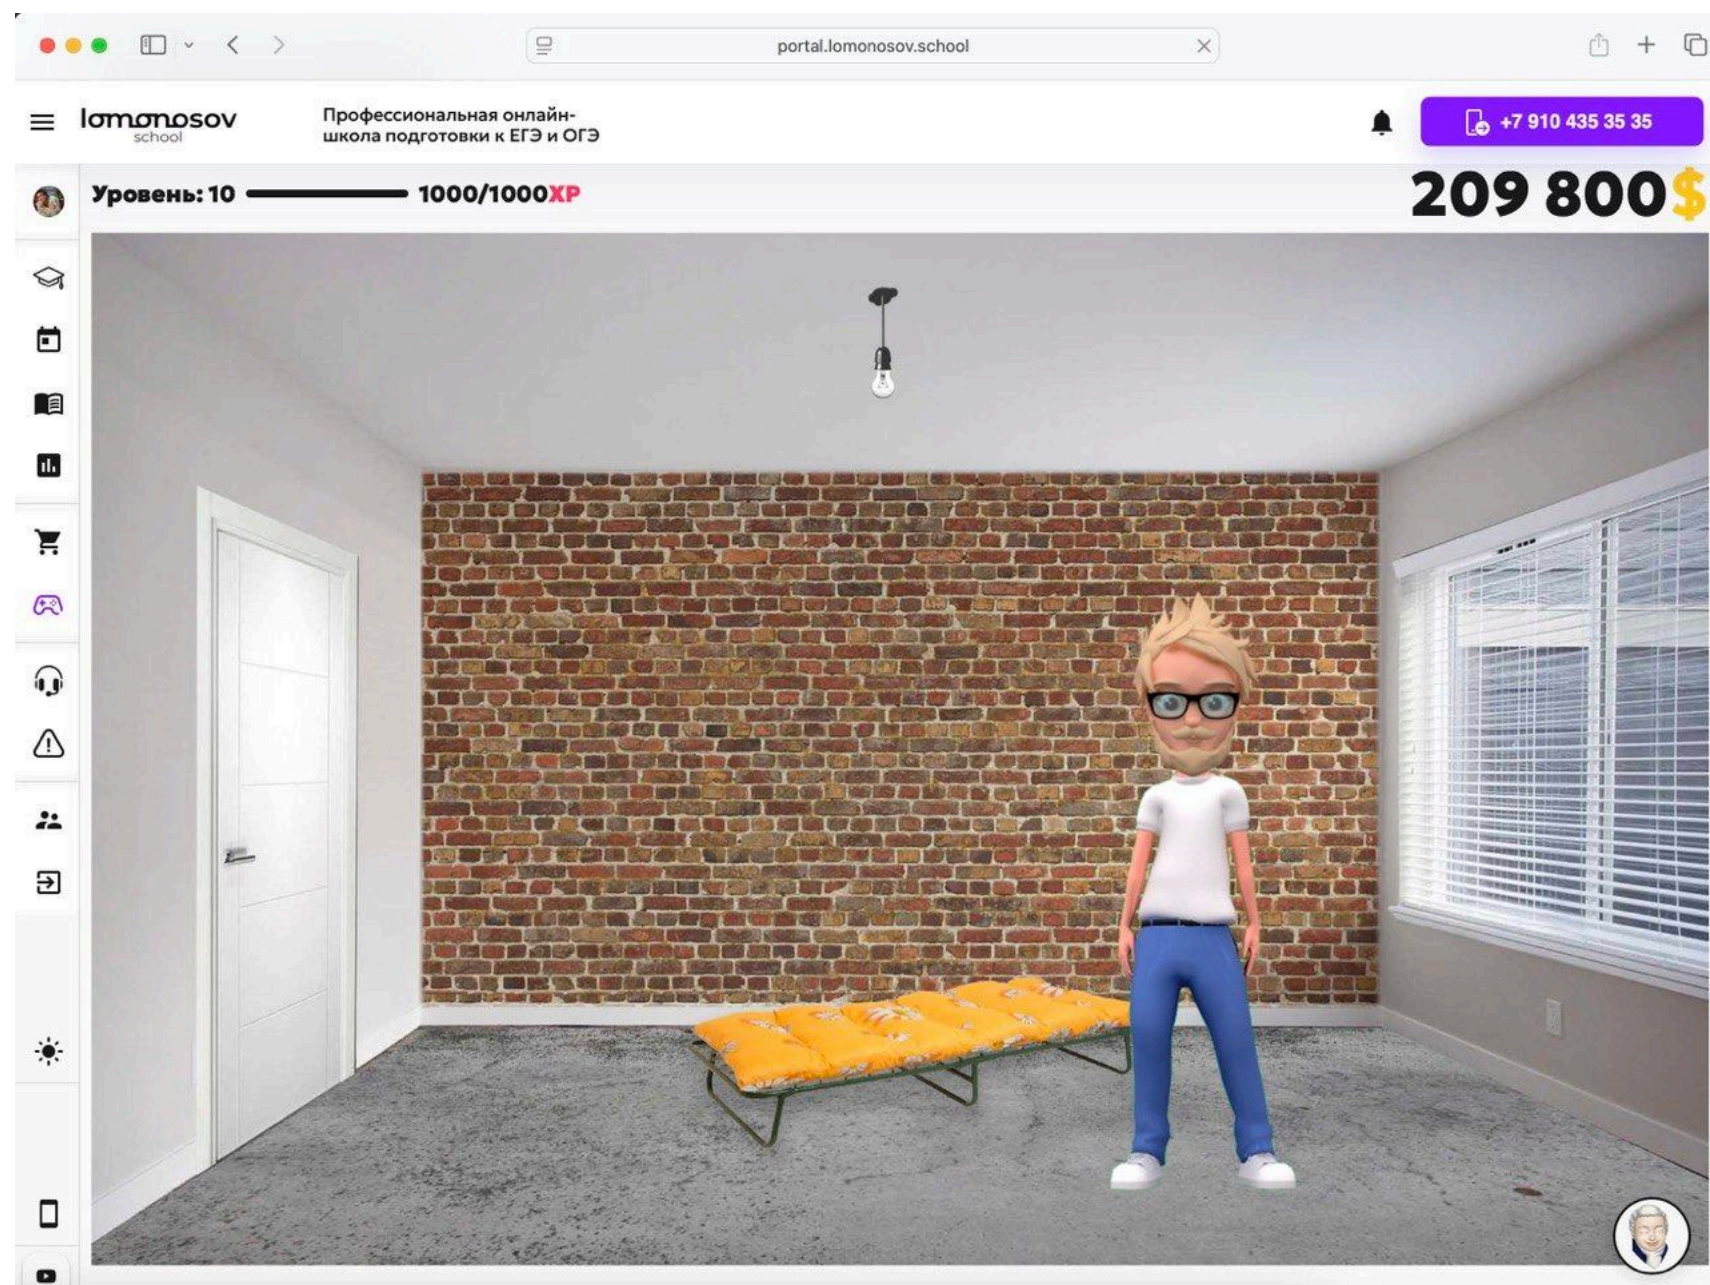 portal.lomonosov.school
lomonosov
school
Профессиональная онлайн-
школа подготовки к ЕГЭ и ОГЭ
+7 910 435 35 35
Уровень: 10
1000/1000XP
209 800$